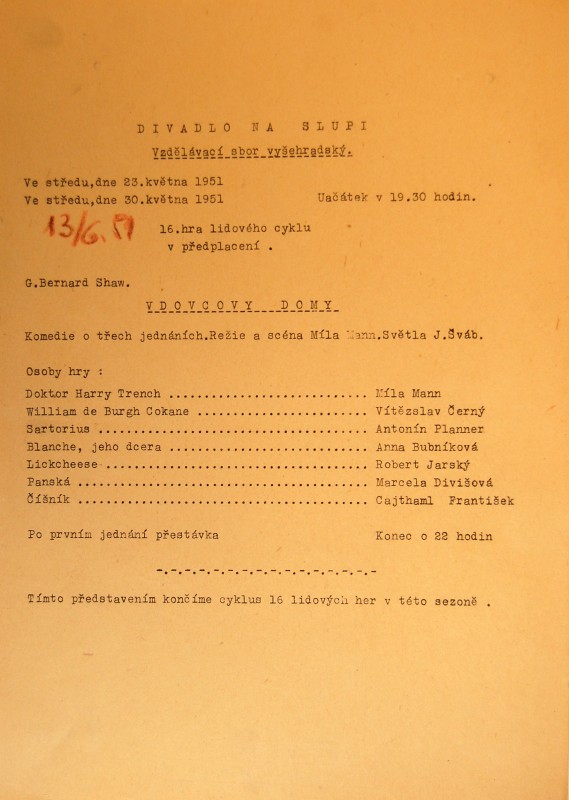 DIVADLO NA SLUPI
Vzdělávací sbor vyšehradský.
Ve středu,dne 23.května 1951
Ve středu,dne 30.května 1951 Uačátek v 19.30 hodin.
13/6. 51 16.hra lidového cyklu
v předplacení .
G.Bernard Shaw.
VDOVCOVY DOMY
Komedie o třech jednáních.Režie a scéna Míla Mann.Světla J.Šváb.
Osoby hry :
Doktor Harry Trench ............................ Míla Mann
William de Burgh Cokane ........................ Vítězslav Černý
Sartorius ...................................... Antonín Planner
Blanche, jeho dcera ............................ Anna Bubníková
Lickcheese ..................................... Robert Jarský
Panská ......................................... Marcela Divišová
Číšník ......................................... Cajthaml František
Po prvním jednání přestávka Konec o 22 hodin
-.-.-.-.-.-.-.-.-.-.-.-.-.-.-.-
Tímto představením končíme cyklus 16 lidových her v této sezoně .